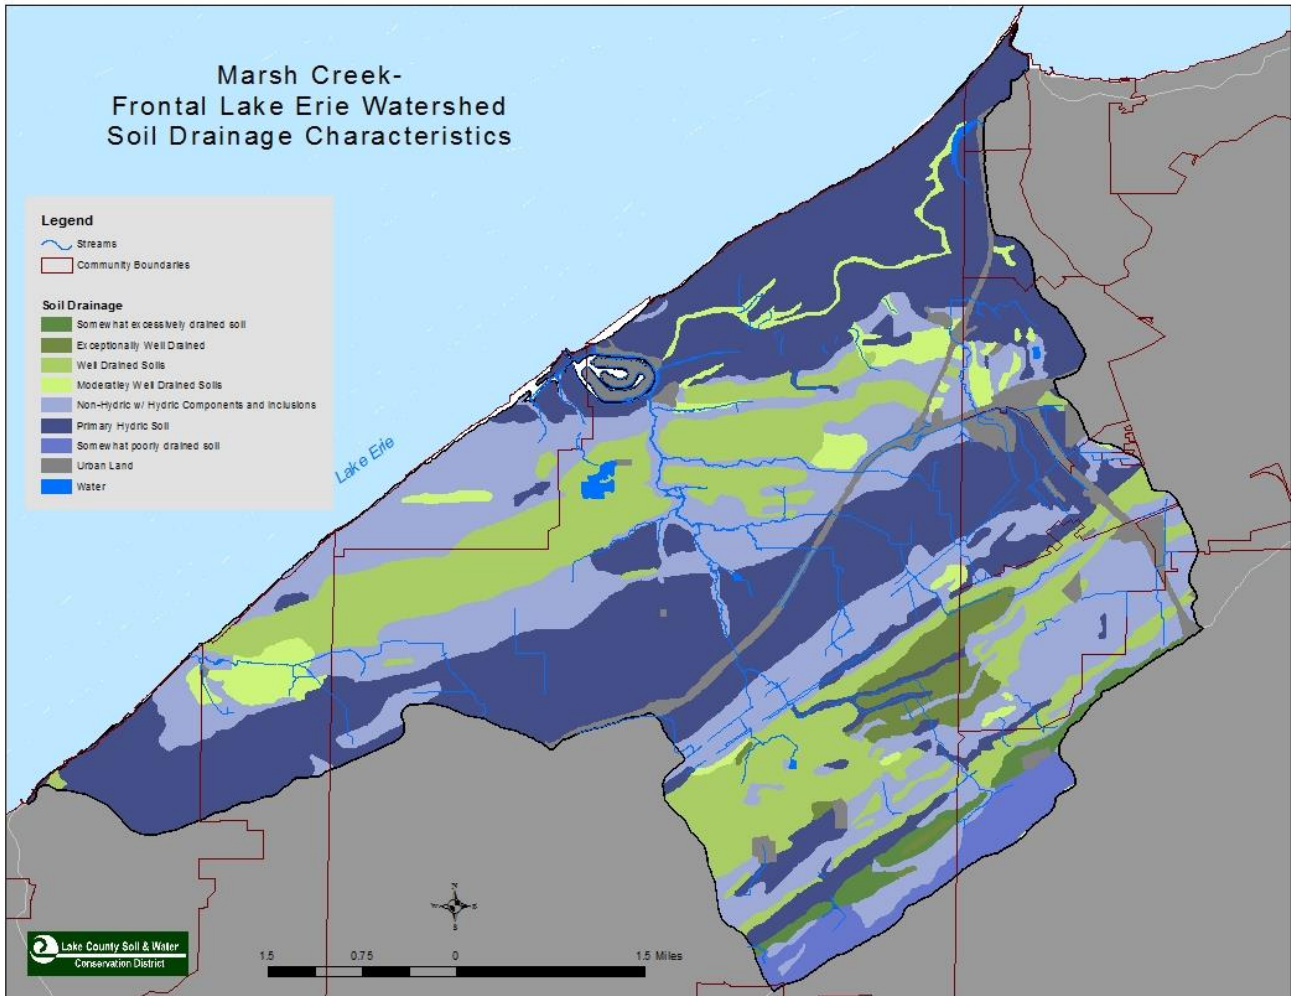 Marsh Creek-
Frontal Lake Erie Watershed
Soil Drainage Characteristics
Legend
Streams
Community Boundaries
Soil Drainage
Somewhat excessively drained soil
Exceptionally Well Drained
Well Drained Soils
Moderatley Well Drained Soils
Non-Hydric w/ Hydric Components and Inclusions
Primary Hydric Soil
Somewhat poorly drained soil
Urban Land
Water
Lake Erie
N
W E
S
Lake County Soil & Water
Conservation District
1.5 0.75 0 1.5 Miles